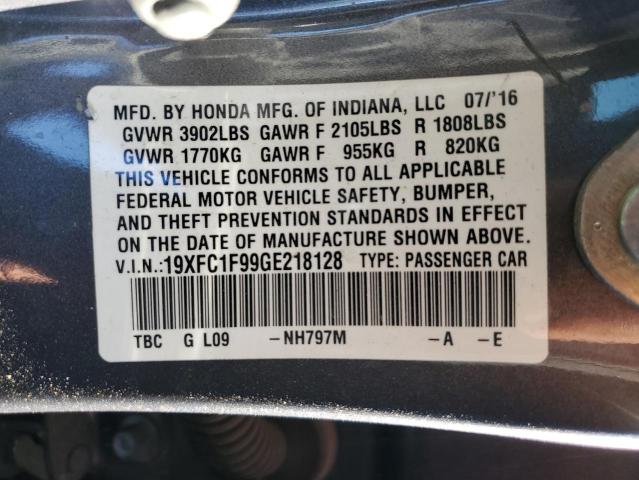 MFD. BY HONDA MFG. OF INDIANA, LLC 07/'16
GVWR 3902LBS GAWR F 2105LBS R 1808LBS
GVWR 1770KG GAWR F 955KG R 820KG
THIS VEHICLE CONFORMS TO ALL APPLICABLE
FEDERAL MOTOR VEHICLE SAFETY, BUMPER,
AND THEFT PREVENTION STANDARDS IN EFFECT
ON THE DATE OF MANUFACTURE SHOWN ABOVE.
V.I.N.:19XFC1F99GE218128 TYPE: PASSENGER CAR
TBC G L09 -NH797M -A -E